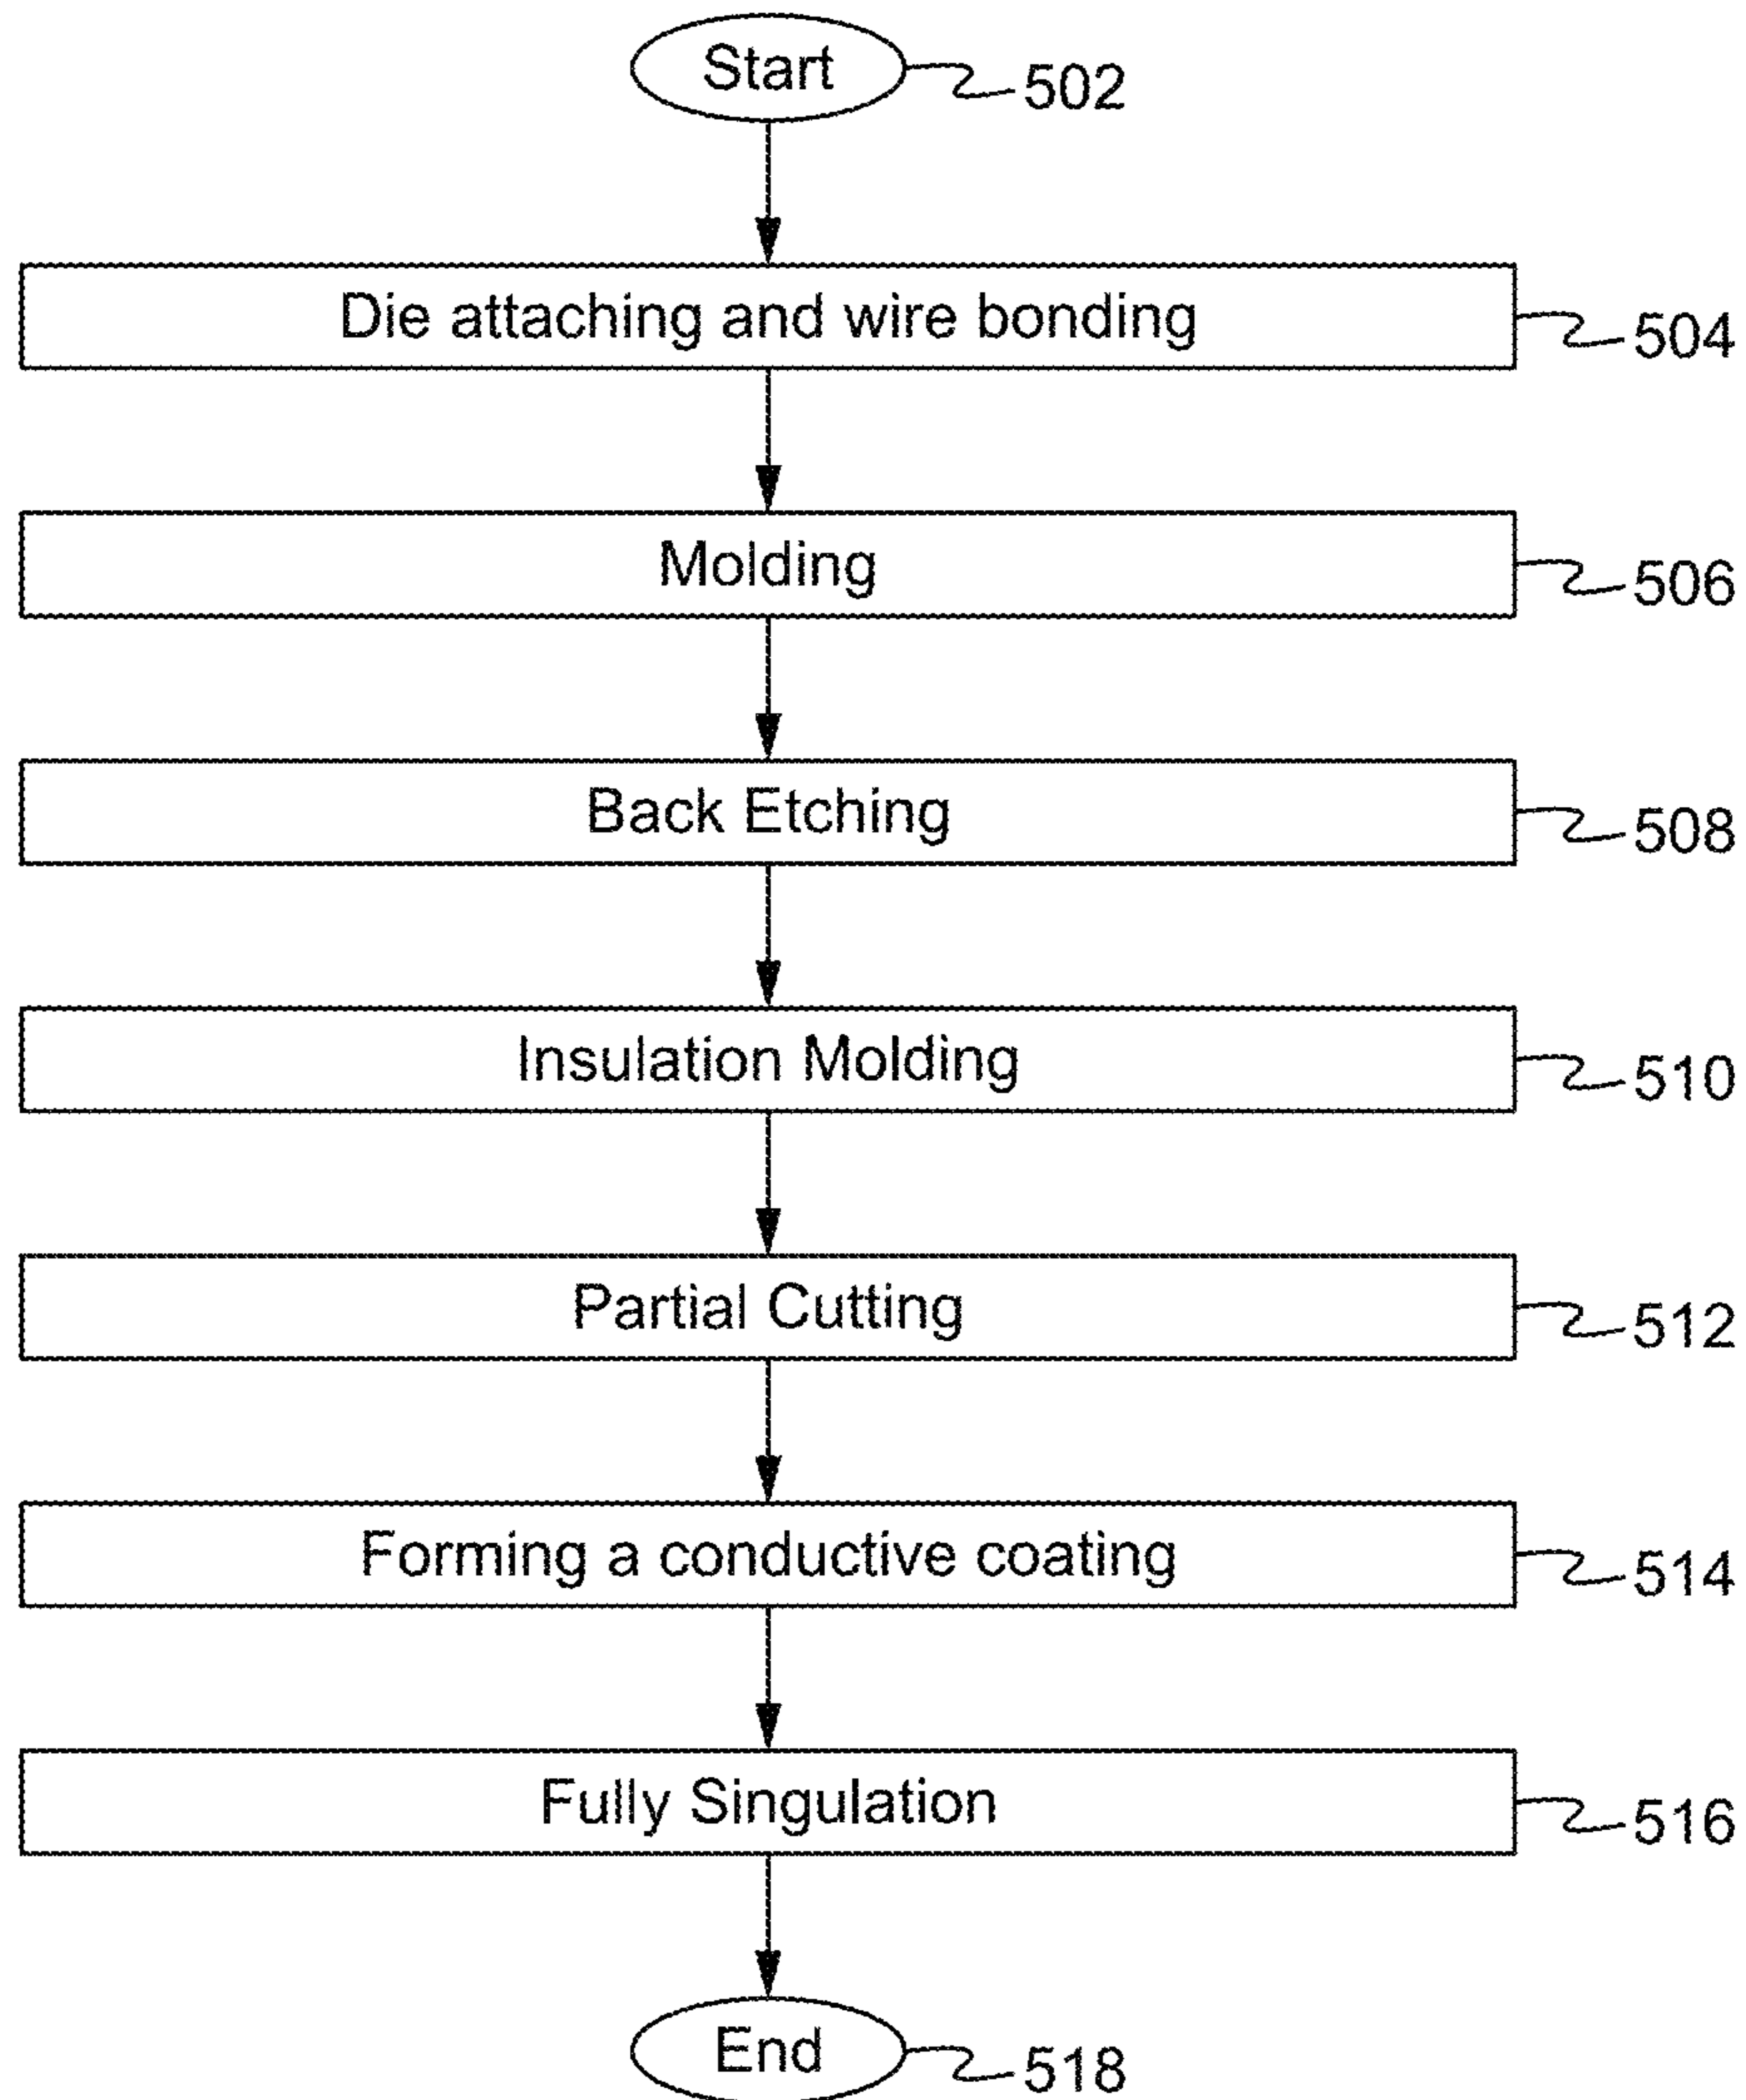 Start
502
Die attaching and wire bonding
504
Molding
506
Back Etching
508
Insulation Molding
510
Partial Cutting
512
Forming a conductive coating
514
Fully Singulation
516
End
518